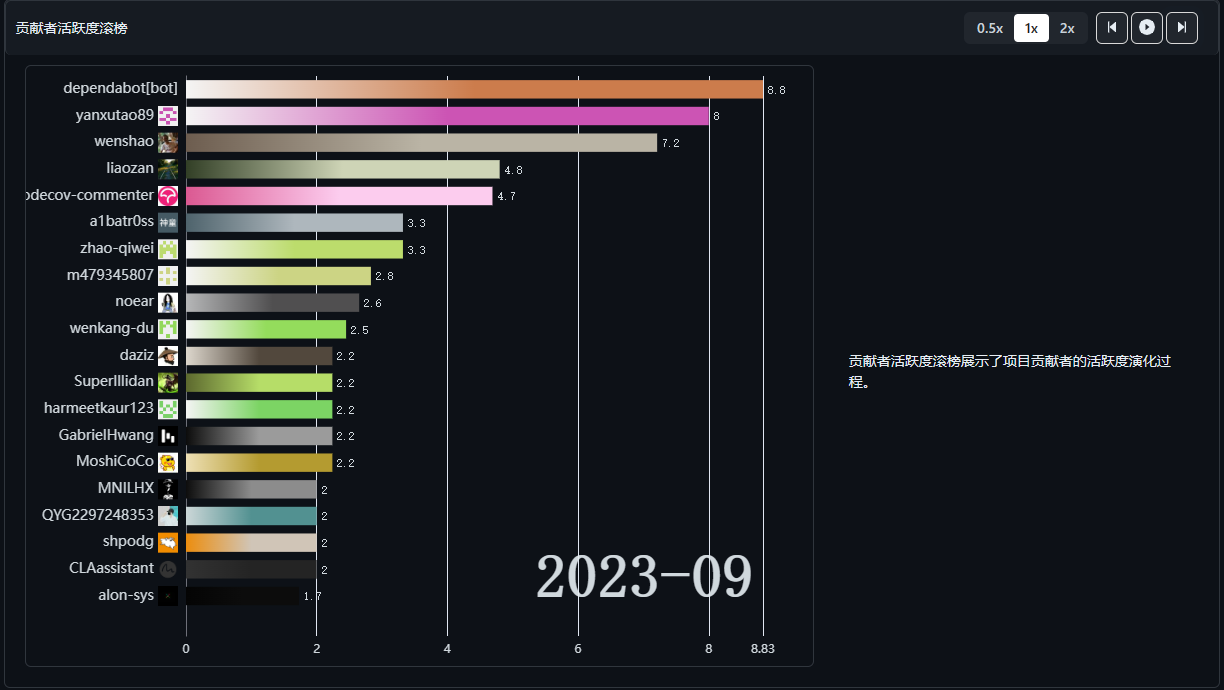 贡献者活跃度滚榜
0.5x 1x 2x
dependabot[bot] 8.8
yanxutao89 8
wenshao 7.2
liaozan 4.8
odecov-commenter 4.7
a1batr0ss 神童 3.3
zhao-qiwei 3.3
m479345807 2.8
noear 2.6
wenkang-du 2.5
daziz 2.2
SuperIllidan 2.2
harmeetkaur123 2.2
GabrielHwang 2.2
MoshiCoCo 2.2
MNILHX 2
QYG2297248353 2
shpodg 2
CLAassistant 2
alon-sys 1.7
2023-09
0 2 4 6 8 8.83
贡献者活跃度滚榜展示了项目贡献者的活跃度演化过
程。